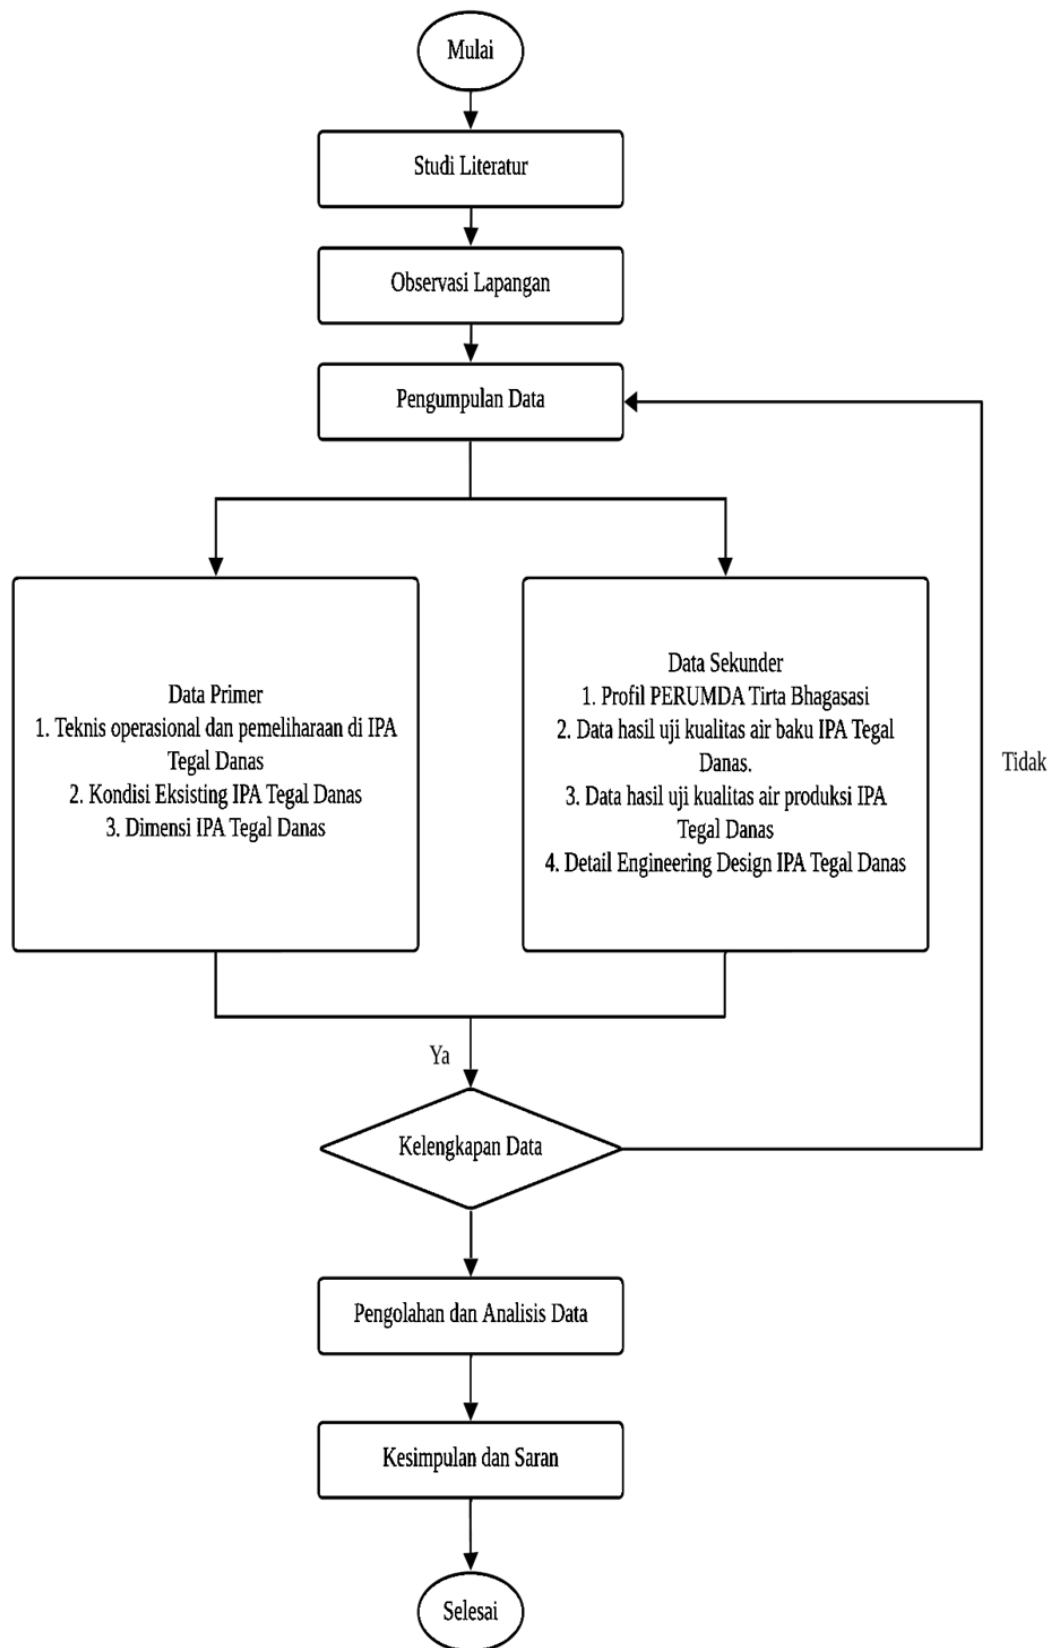 Mulai
Studi Literatur
Observasi Lapangan
Pengumpulan Data
Data Primer
1. Teknis operasional dan pemeliharaan di IPA
Tegal Danas
2. Kondisi Eksisting IPA Tegal Danas
3. Dimensi IPA Tegal Danas
Data Sekunder
1. Profil PERUMDA Tirta Bhagasasi
2. Data hasil uji kualitas air baku IPA Tegal
Danas.
3. Data hasil uji kualitas air produksi IPA
Tegal Danas
4. Detail Engineering Design IPA Tegal Danas
Tidak
Ya
Kelengkapan Data
Pengolahan dan Analisis Data
Kesimpulan dan Saran
Selesai